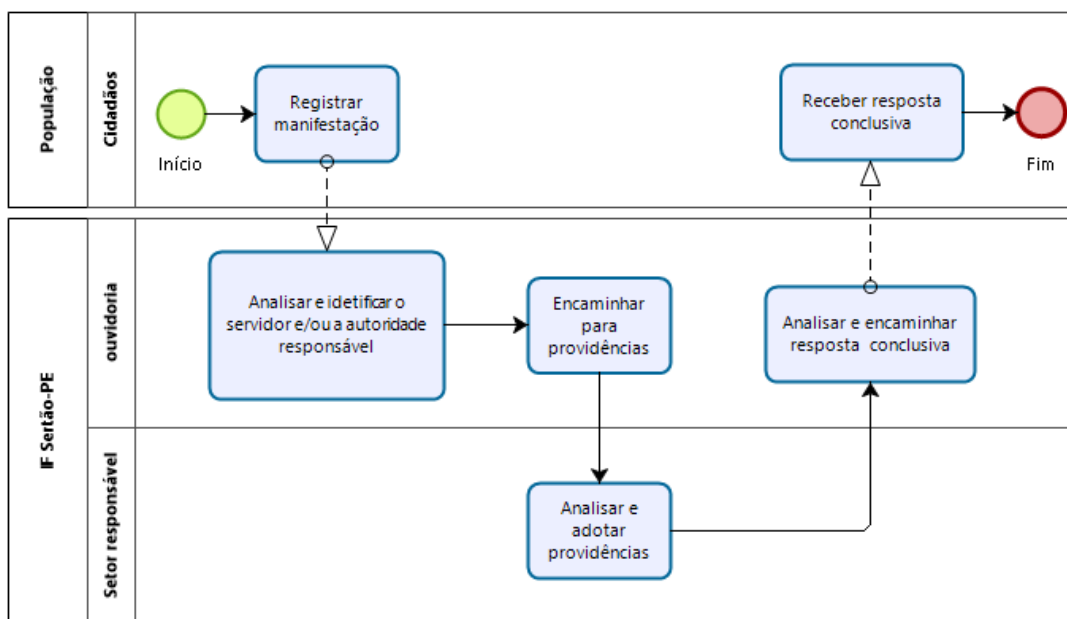 População
Cidadãos
Início
Registrar
manifestação
Receber resposta
conclusiva
Fim
IF Sertão-PE
ouvidoria
Analisar e idetificar o
servidor e/ou a autoridade
responsável
Encaminhar
para
providências
Analisar e encaminhar
resposta conclusiva
Setor responsável
Analisar e
adotar
providências